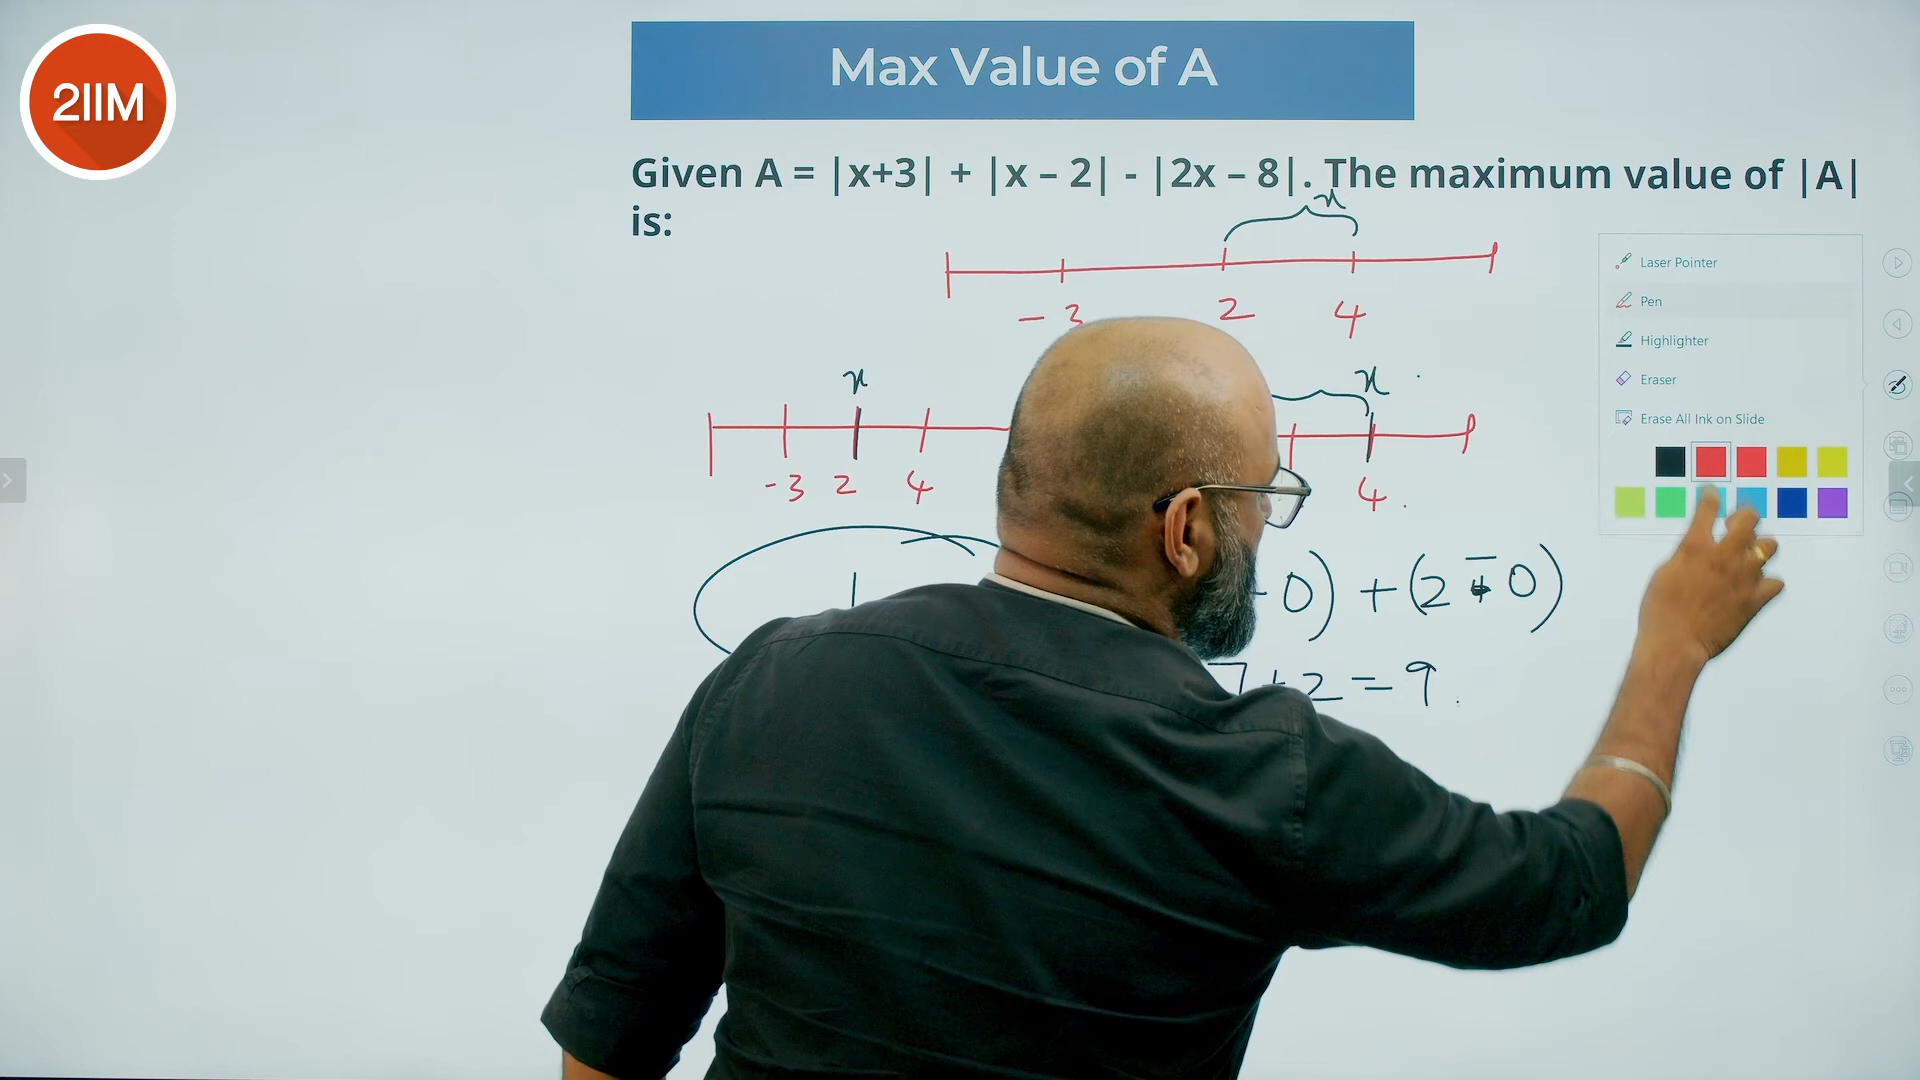 2IIM
Max Value of A
Given A = |x+3| + |x – 2| - |2x – 8|. The maximum value of |A|
is:
x
- 3 2 4
x x
-3 2 4 4
- 0) + (2 - 0)
7 + 2 = 9
Laser Pointer
Pen
Highlighter
Eraser
Erase All Ink on Slide